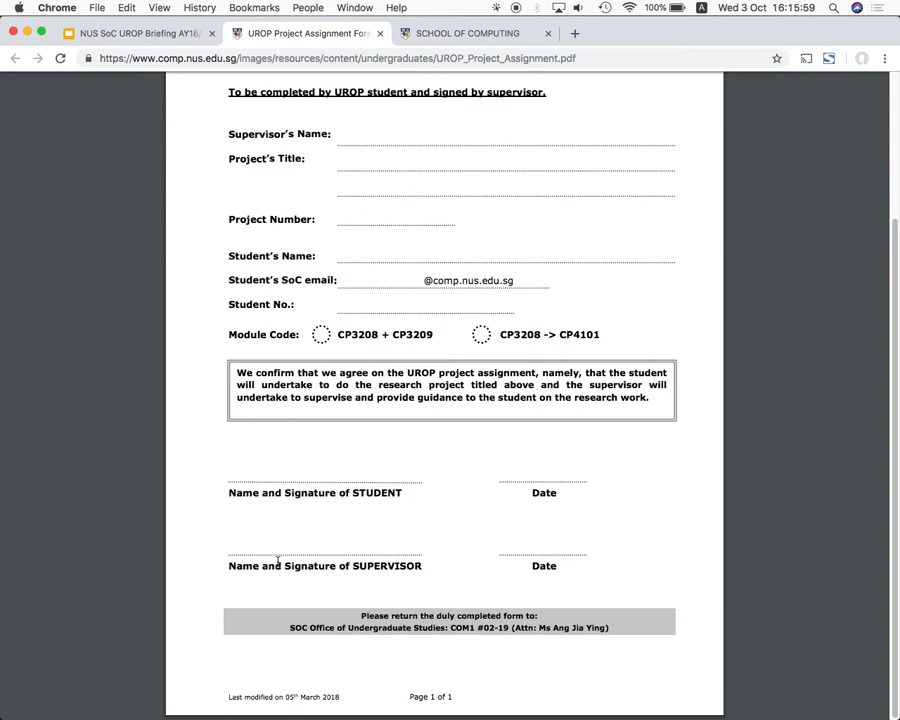 Chrome File Edit View History Bookmarks People Window Help 100% A Wed 3 Oct 16:15:59
NUS SoC UROP Briefing AY18/ UROP Project Assignment Form SCHOOL OF COMPUTING
https://www.comp.nus.edu.sg/images/resources/content/undergraduates/UROP_Project_Assignment.pdf
To be completed by UROP student and signed by supervisor.
Supervisor's Name:
Project's Title:
Project Number:
Student's Name:
Student's SoC email: @comp.nus.edu.sg
Student No.:
Module Code: CP3208 + CP3209 CP3208 -> CP4101
We confirm that we agree on the UROP project assignment, namely, that the student
will undertake to do the research project titled above and the supervisor will
undertake to supervise and provide guidance to the student on the research work.
Name and Signature of STUDENT Date
Name and Signature of SUPERVISOR Date
Please return the duly completed form to:
SOC Office of Undergraduate Studies: COM1 #02-19 (Attn: Ms Ang Jia Ying)
Last modified on 05th March 2018 Page 1 of 1